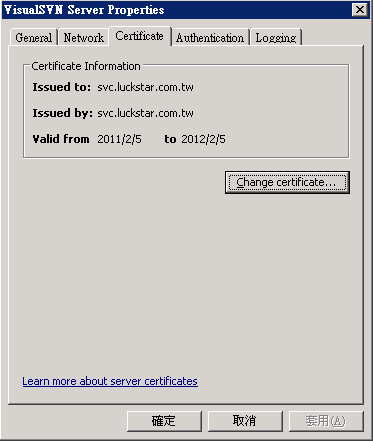 VisualSVN Server Properties
General Network Certificate Authentication Logging
Certificate Information
Issued to: svc.luckstar.com.tw
Issued by: svc.luckstar.com.tw
Valid from 2011/2/5 to 2012/2/5
Change certificate...
Learn more about server certificates
確定 取消 套用(A)